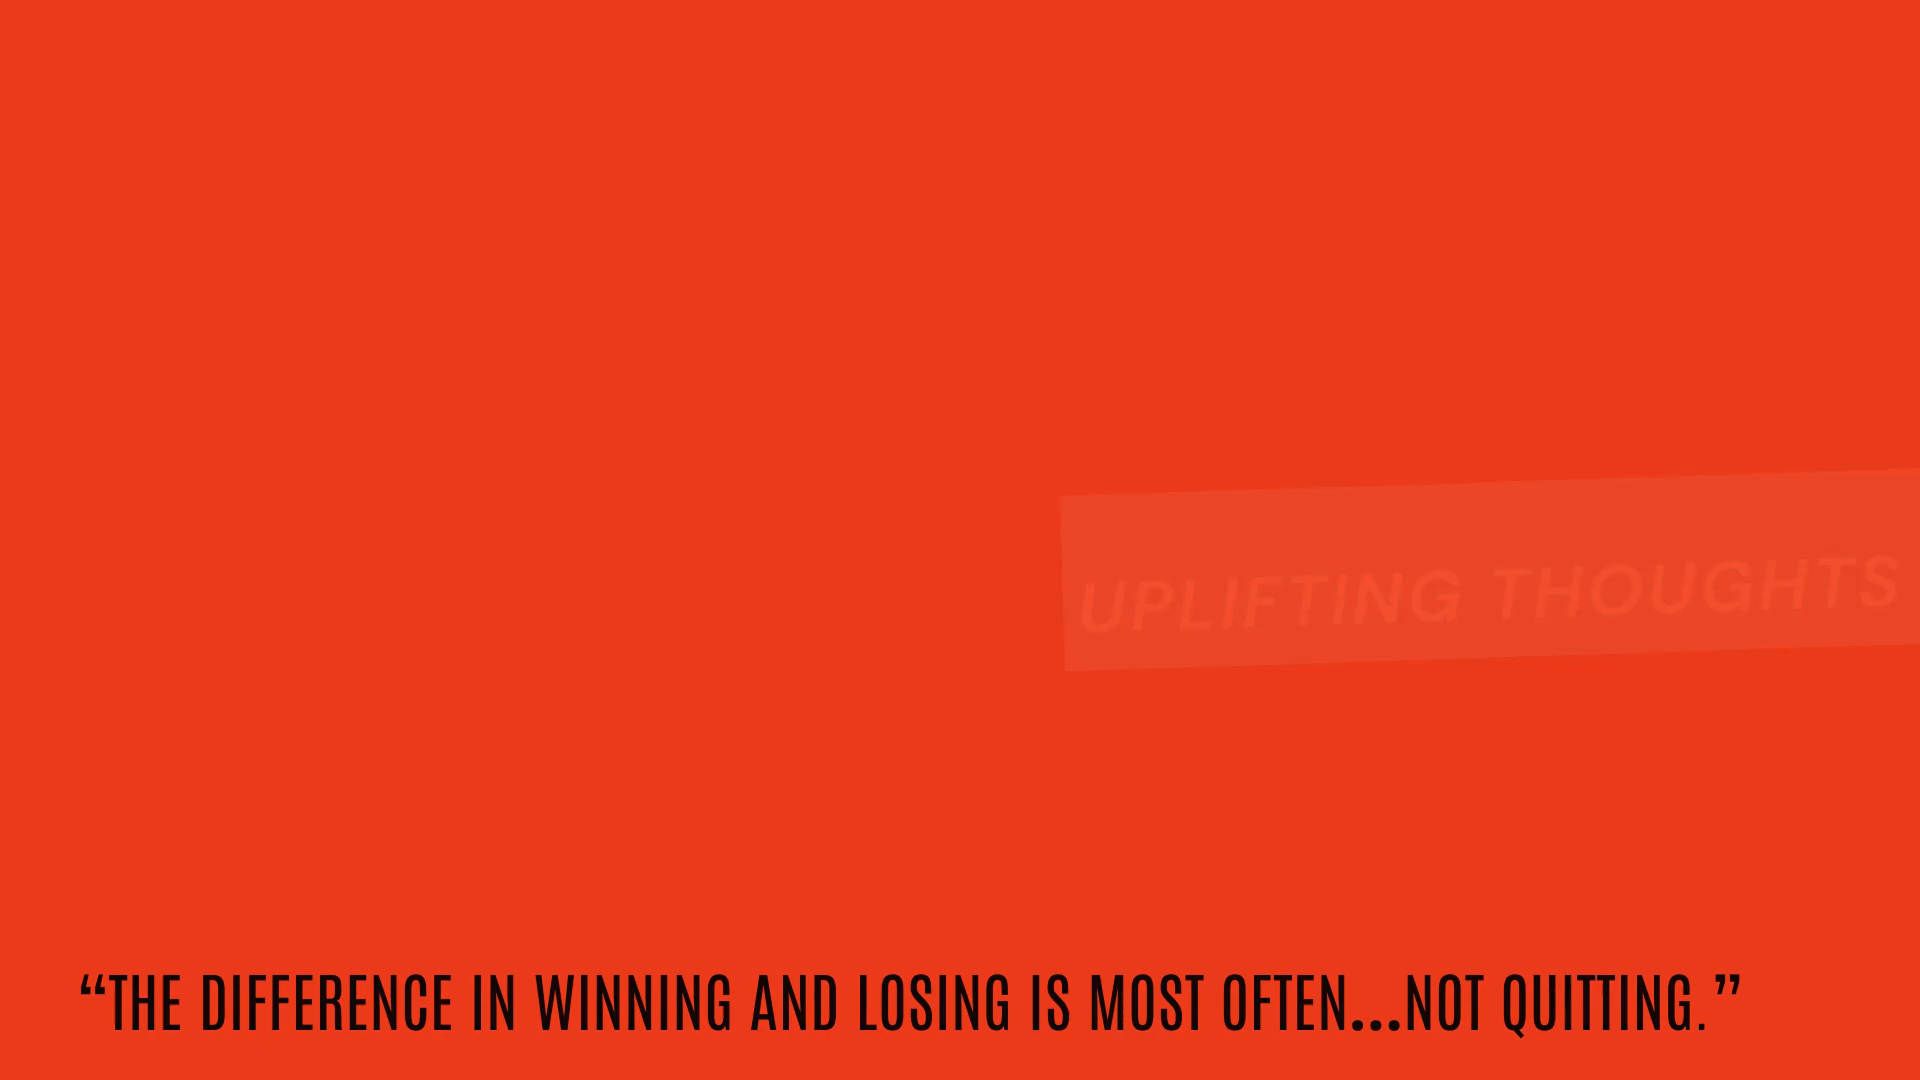 UPLIFTING THOUGHTS
“THE DIFFERENCE IN WINNING AND LOSING IS MOST OFTEN...NOT QUITTING.”